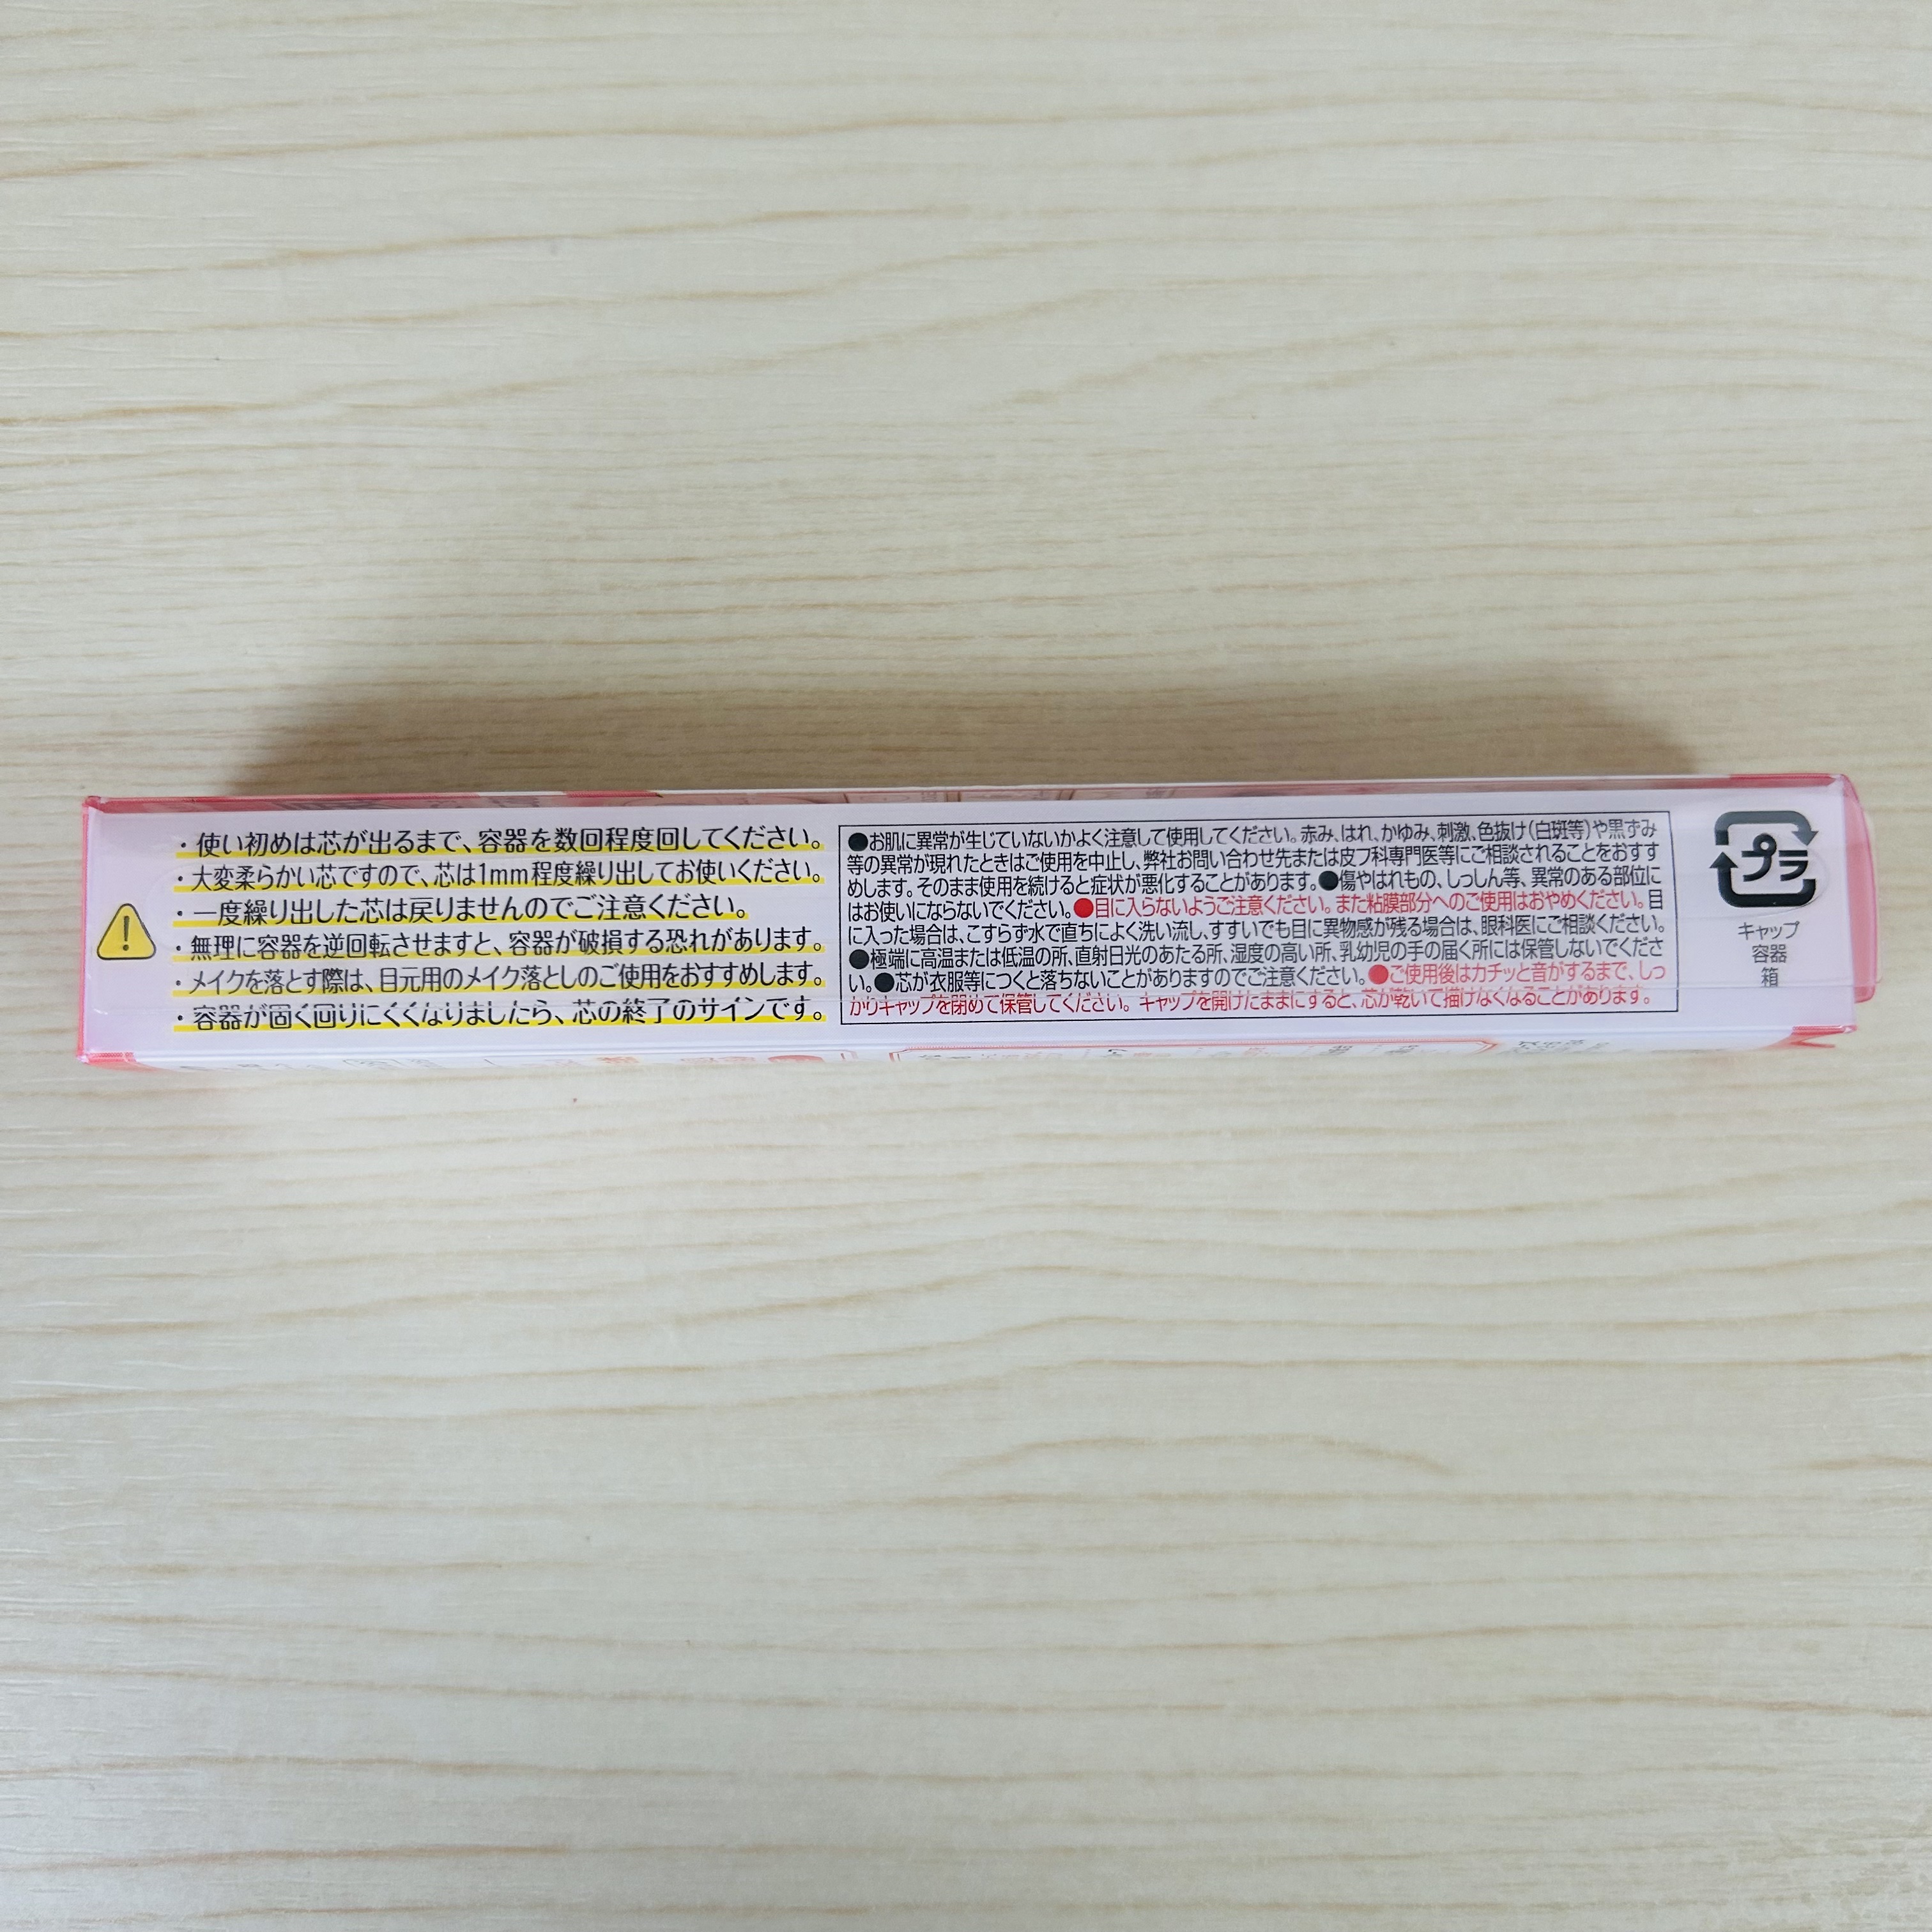 ・使い初めは芯が出るまで、容器を数回程度回してください。
・大変柔らかい芯ですので、芯は1mm程度繰り出してお使いください。
・一度繰り出した芯は戻りませんのでご注意ください。
・無理に容器を逆回転させますと、容器が破損する恐れがあります。
・メイクを落とす際は、目元用のメイク落としのご使用をおすすめします。
・容器が固く回りにくくなりましたら、芯の終了のサインです。
●お肌に異常が生じていないかよく注意して使用してください。赤み、はれ、かゆみ、刺激、色抜け(白斑等)や黒ずみ
等の異常が現れたときはご使用を中止し、弊社お問い合わせ先または皮フ科専門医等にご相談されることをおすす
めします。そのまま使用を続けると症状が悪化することがあります。●傷やはれもの、しっしん等、異常のある部位に
はお使いにならないでください。●目に入らないようご注意ください。また粘膜部分へのご使用はおやめください。目
に入った場合は、こすらず水で直ちによく洗い流し、すすいでも目に異物感が残る場合は、眼科医にご相談ください。
●極端に高温または低温の所、直射日光のあたる所、湿度の高い所、乳幼児の手の届く所には保管しないでくださ
い。●芯が衣服等につくと落ちないことがありますのでご注意ください。●ご使用後はカチッと音がするまで、しっ
かりキャップを閉めて保管してください。キャップを開けたままにすると、芯が乾いて描けなくなることがあります。
プラ
キャップ
容器
箱